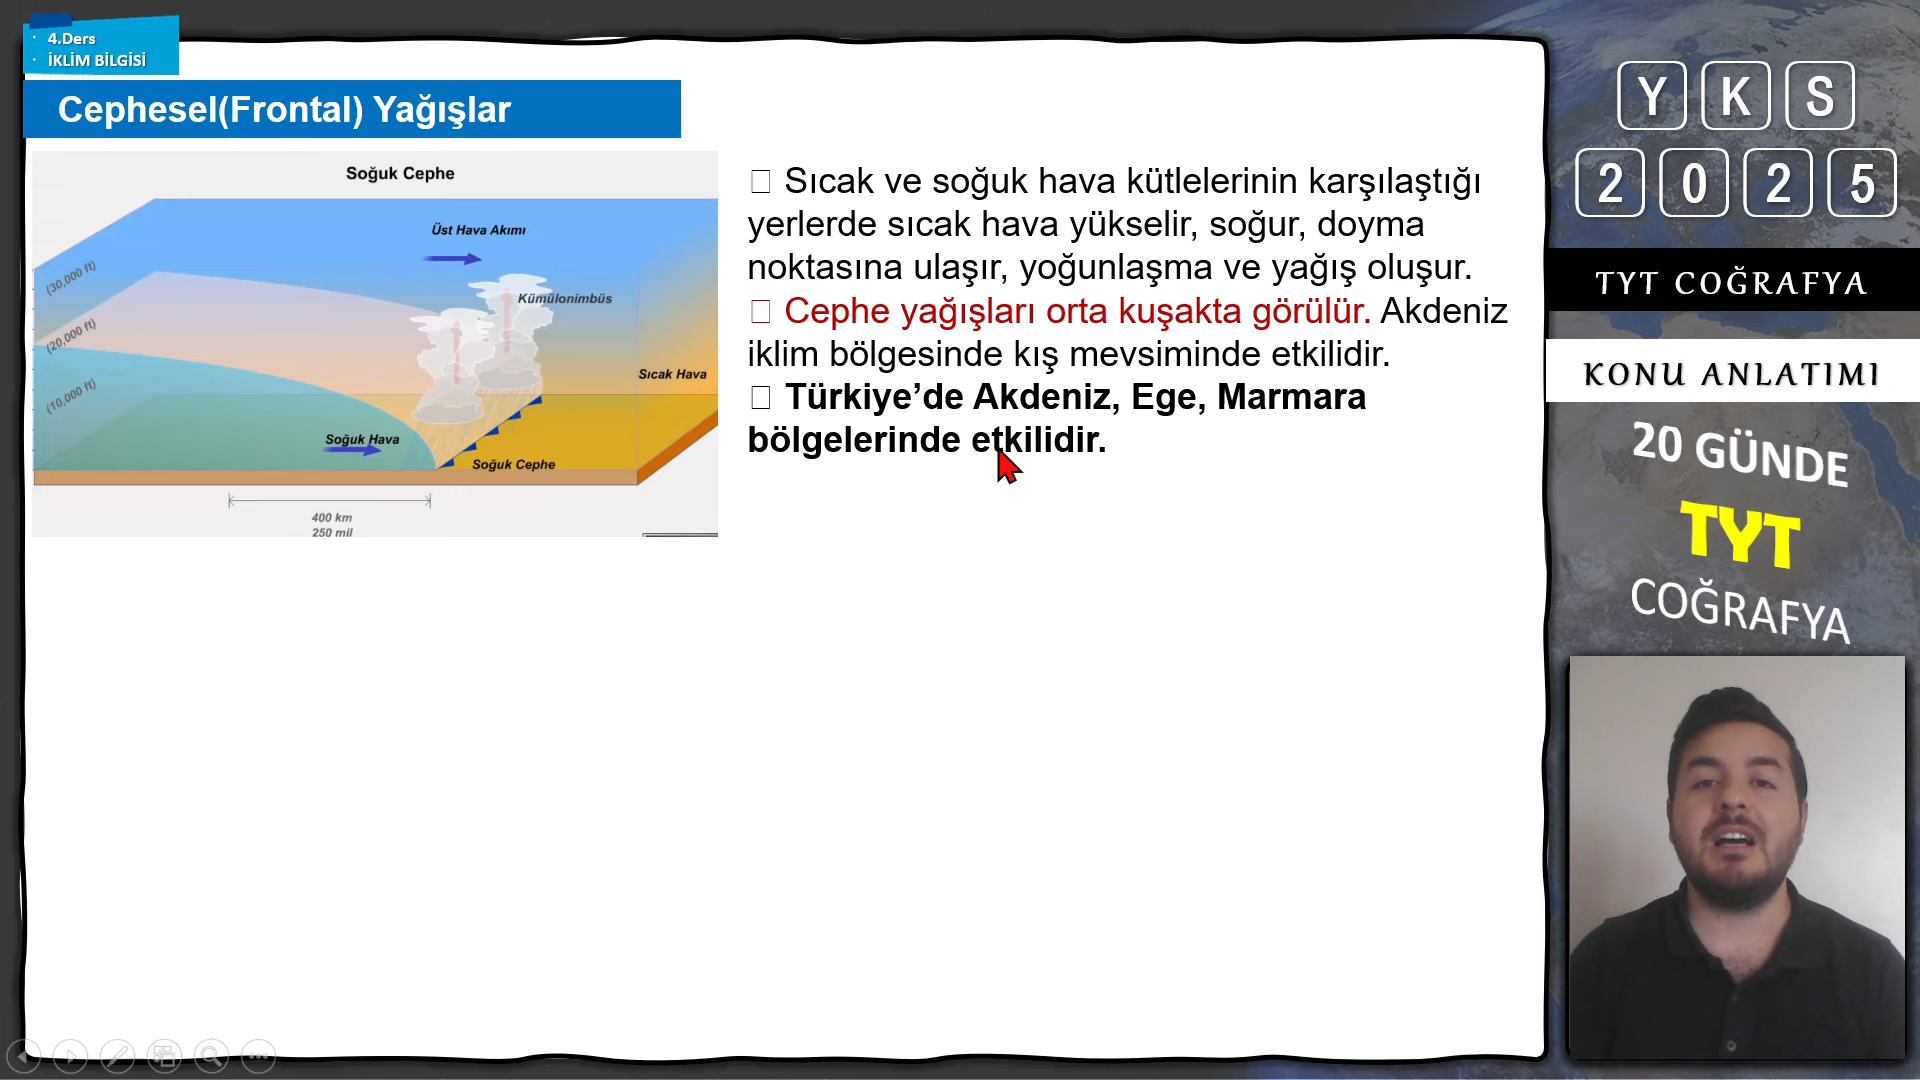 4.Ders
İKLİM BİLGİSİ
Cephesel(Frontal) Yağışlar
Soğuk Cephe
Üst Hava Akımı
(30,000 ft)
Kümülonimbüs
(20,000 ft)
Sıcak Hava
(10,000 ft)
Soğuk Hava
Soğuk Cephe
400 km
250 mil
Sıcak ve soğuk hava kütlelerinin karşılaştığı
yerlerde sıcak hava yükselir, soğur, doyma
noktasına ulaşır, yoğunlaşma ve yağış oluşur.
Cephe yağışları orta kuşakta görülür. Akdeniz
iklim bölgesinde kış mevsiminde etkilidir.
Türkiye’de Akdeniz, Ege, Marmara
bölgelerinde etkilidir.
YKS
2025
TYT COĞRAFYA
KONU ANLATIMI
20 GÜNDE
TYT
COĞRAFYA